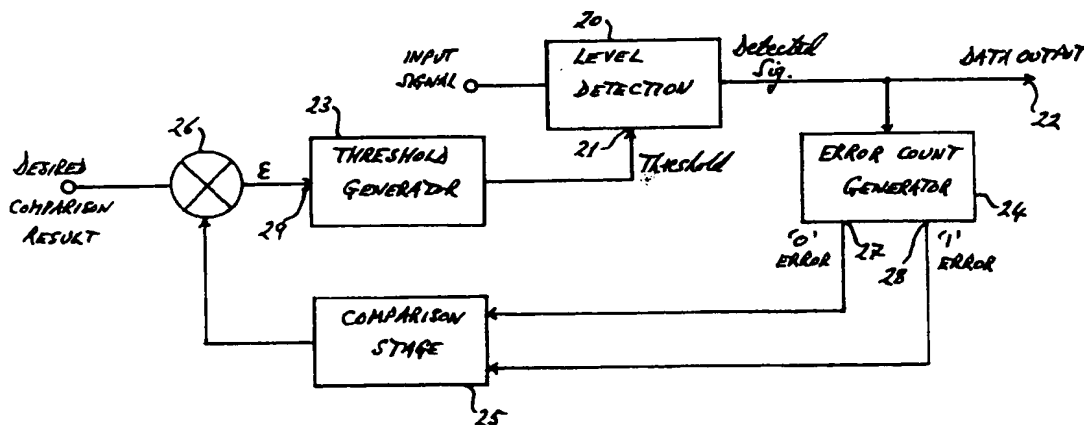 20
INPUT
SIGNAL
LEVEL
DETECTION
Detected
Sig.
DATA OUTPUT
22
21
Threshold
26
23
THRESHOLD
GENERATOR
ε
29
DESIRED
COMPARISON
RESULT
ERROR COUNT
GENERATOR
24
'0'
ERROR
27
28
'1'
ERROR
COMPARISON
STAGE
25